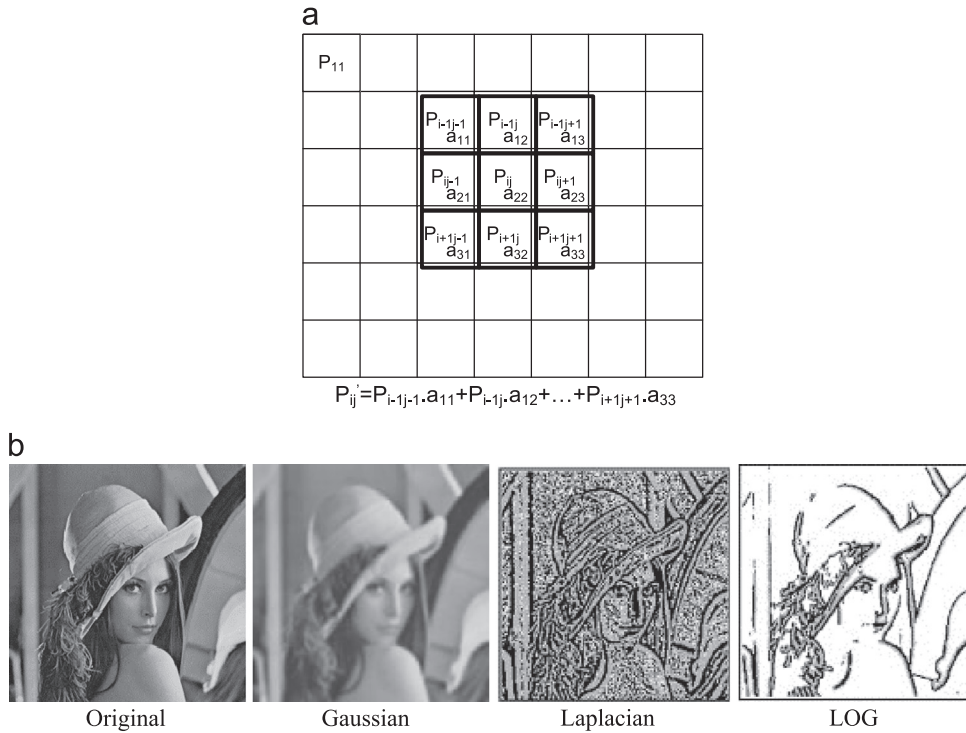 a
P11
Pi-1j-1 Pi-1j Pi-1j+1
a11 a12 a13
Pij-1 Pij Pij+1
a21 a22 a23
Pi+1j-1 Pi+1j Pi+1j+1
a31 a32 a33
Pij'=Pi-1j-1.a11+Pi-1j.a12+...+Pi+1j+1.a33
b
Original Gaussian Laplacian LOG